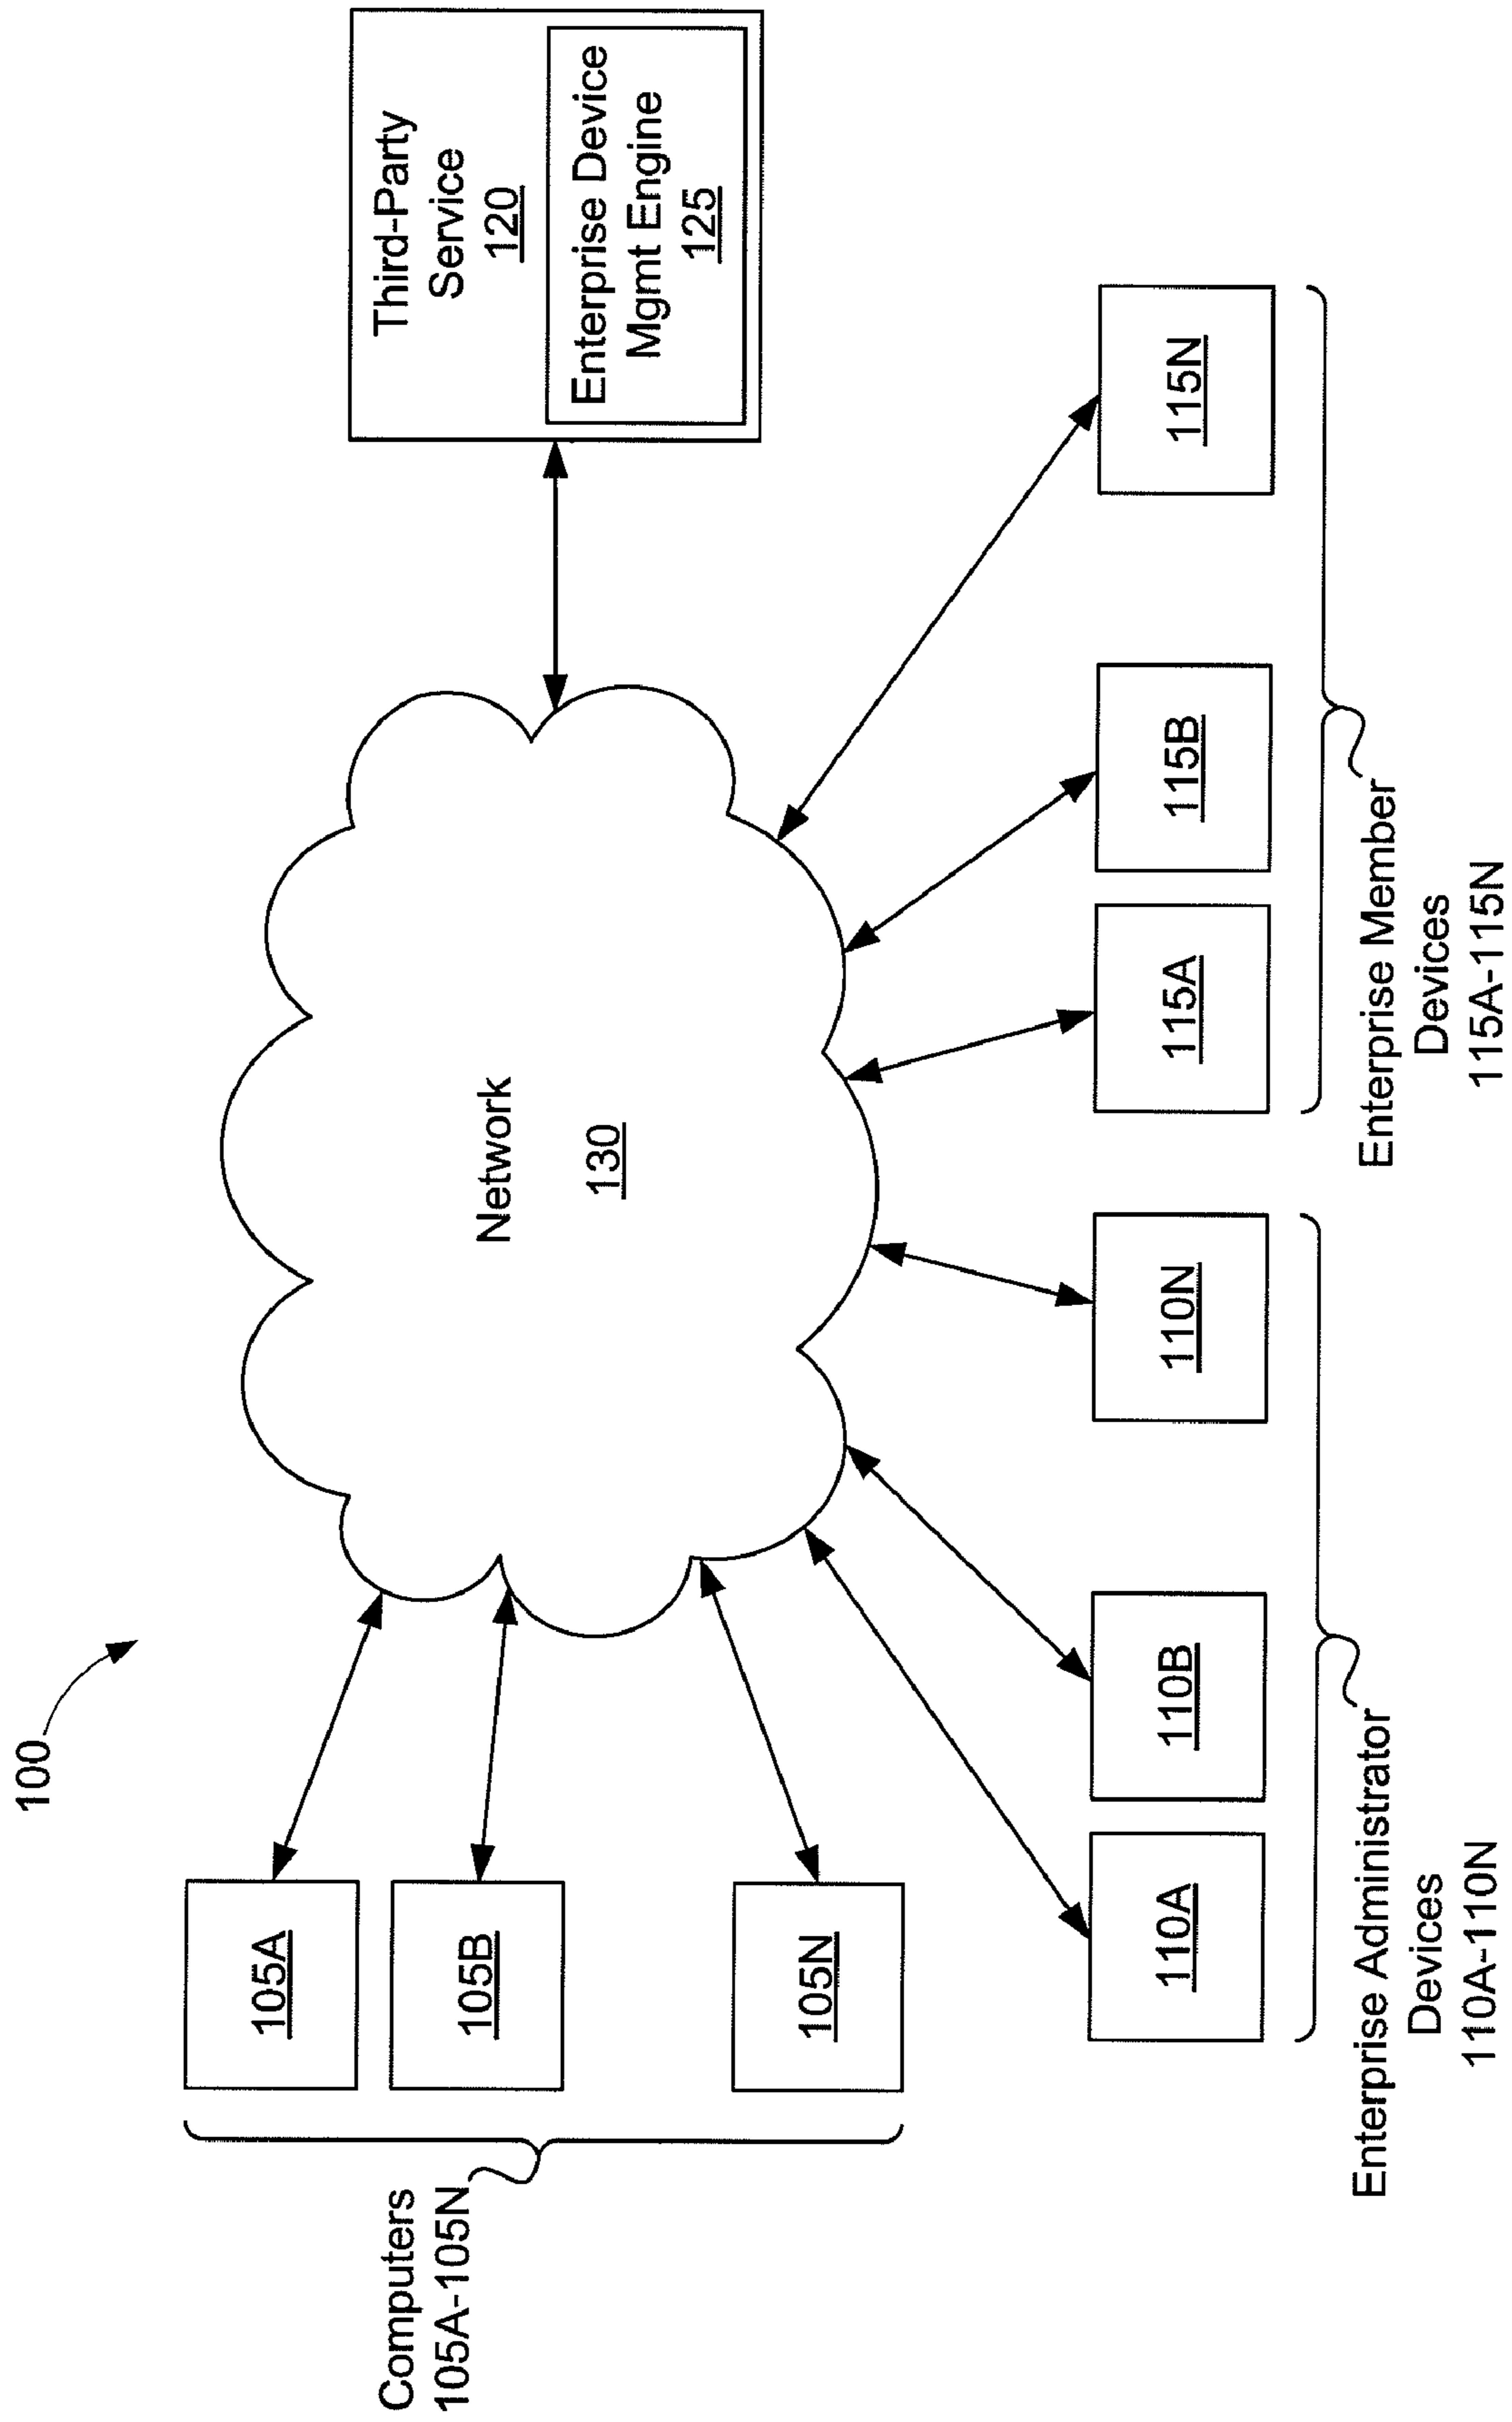 100
Computers
105A-105N
105A
105B
105N
Network
130
Third-Party
Service
120
Enterprise Device
Mgmt Engine
125
110A
110B
110N
115A
115B
115N
Enterprise Administrator
Devices
110A-110N
Enterprise Member
Devices
115A-115N